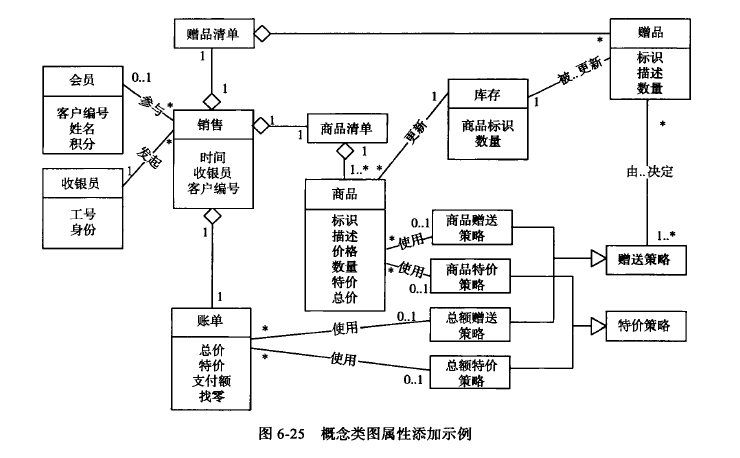 赠品清单
赠品
标识
描述
数量
1
*
会员
客户编号
姓名
积分
0..1
参与
*
1
销售
时间
收银员
客户编号
1
1
商品清单
1
1..*
*
更新
1
库存
商品标识
数量
1
被..更新
*
由..决定
1..*
收银员
工号
身份
1
发起
*
商品
标识
描述
价格
数量
特价
总价
*
使用
0..1
商品赠送
策略
*
使用
0..1
商品特价
策略
赠送策略
特价策略
1
1
账单
总价
特价
支付额
找零
*
使用
0..1
总额赠送
策略
*
使用
0..1
总额特价
策略
图 6-25 概念类图属性添加示例